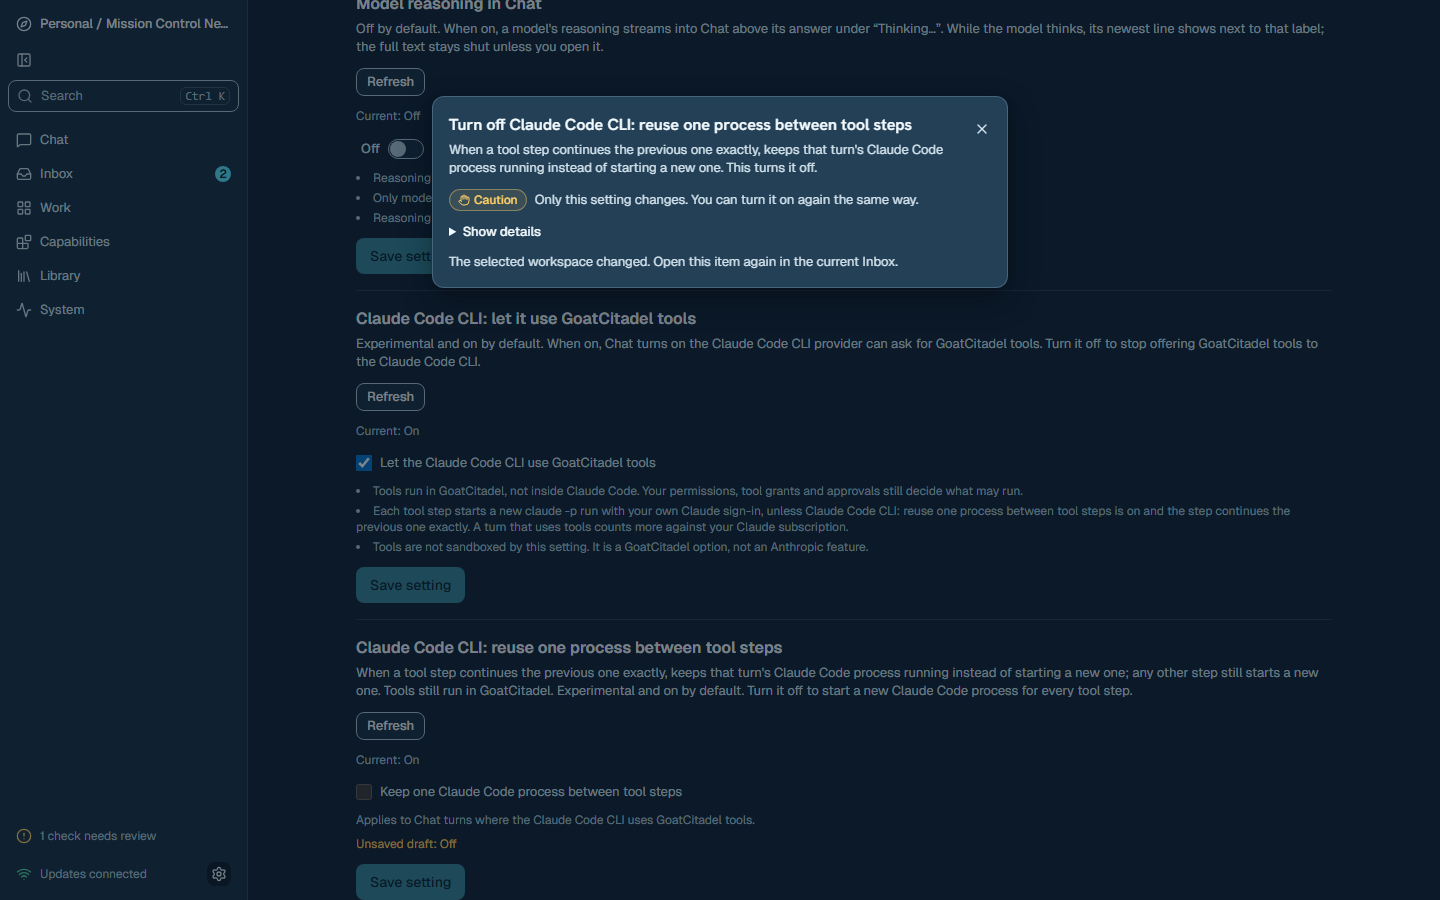 Personal / Mission Control Ne...
Search
Ctrl K
Chat
Inbox
2
Work
Capabilities
Library
System
1 check needs review
Updates connected
Model reasoning in Chat
Off by default. When on, a model's reasoning streams into Chat above its answer under “Thinking...”. While the model thinks, its newest line shows next to that label;
the full text stays shut unless you open it.
Refresh
Current: Off
Off
Reasoning
Only mode
Reasoning
Save sett
Turn off Claude Code CLI: reuse one process between tool steps
When a tool step continues the previous one exactly, keeps that turn's Claude Code
process running instead of starting a new one. This turns it off.
Caution Only this setting changes. You can turn it on again the same way.
Show details
The selected workspace changed. Open this item again in the current Inbox.
Claude Code CLI: let it use GoatCitadel tools
Experimental and on by default. When on, Chat turns on the Claude Code CLI provider can ask for GoatCitadel tools. Turn it off to stop offering GoatCitadel tools to
the Claude Code CLI.
Refresh
Current: On
Let the Claude Code CLI use GoatCitadel tools
• Tools run in GoatCitadel, not inside Claude Code. Your permissions, tool grants and approvals still decide what may run.
• Each tool step starts a new claude -p run with your own Claude sign-in, unless Claude Code CLI: reuse one process between tool steps is on and the step continues the
previous one exactly. A turn that uses tools counts more against your Claude subscription.
• Tools are not sandboxed by this setting. It is a GoatCitadel option, not an Anthropic feature.
Save setting
Claude Code CLI: reuse one process between tool steps
When a tool step continues the previous one exactly, keeps that turn's Claude Code process running instead of starting a new one; any other step still starts a new
one. Tools still run in GoatCitadel. Experimental and on by default. Turn it off to start a new Claude Code process for every tool step.
Refresh
Current: On
Keep one Claude Code process between tool steps
Applies to Chat turns where the Claude Code CLI uses GoatCitadel tools.
Unsaved draft: Off
Save setting